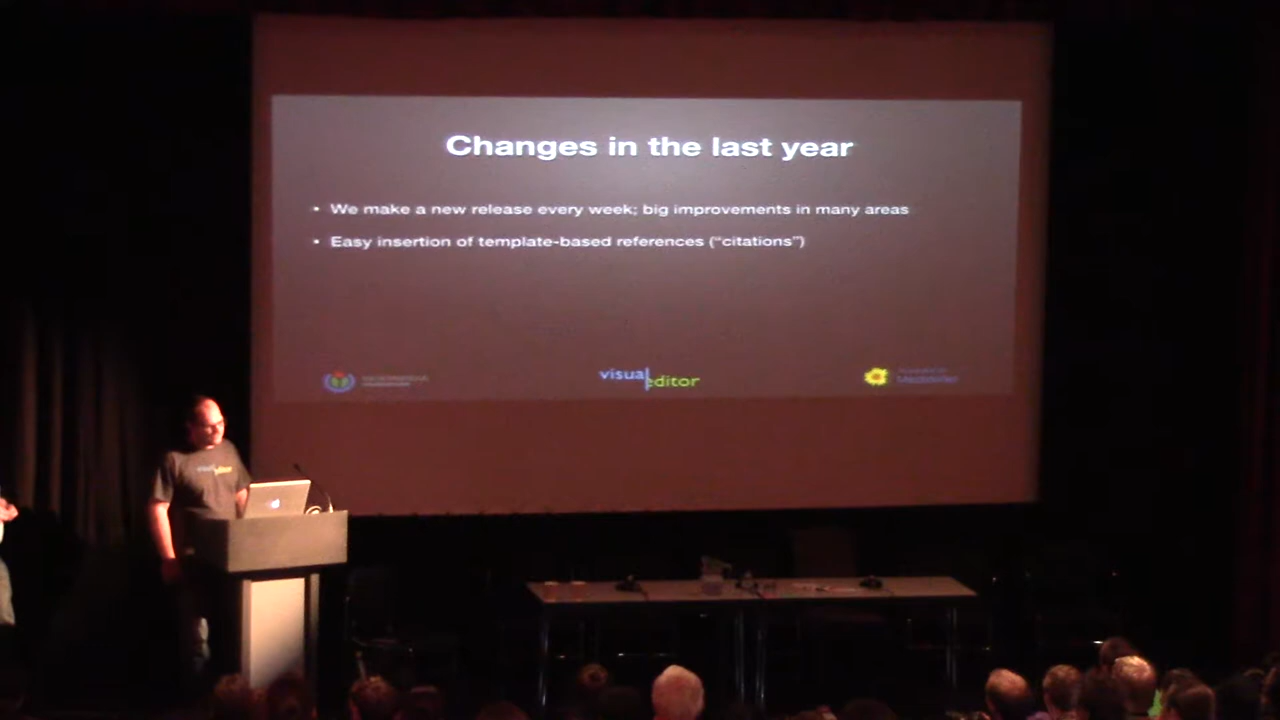 Changes in the last year
• We make a new release every week; big improvements in many areas
• Easy insertion of template-based references (“citations”)
visual
editor